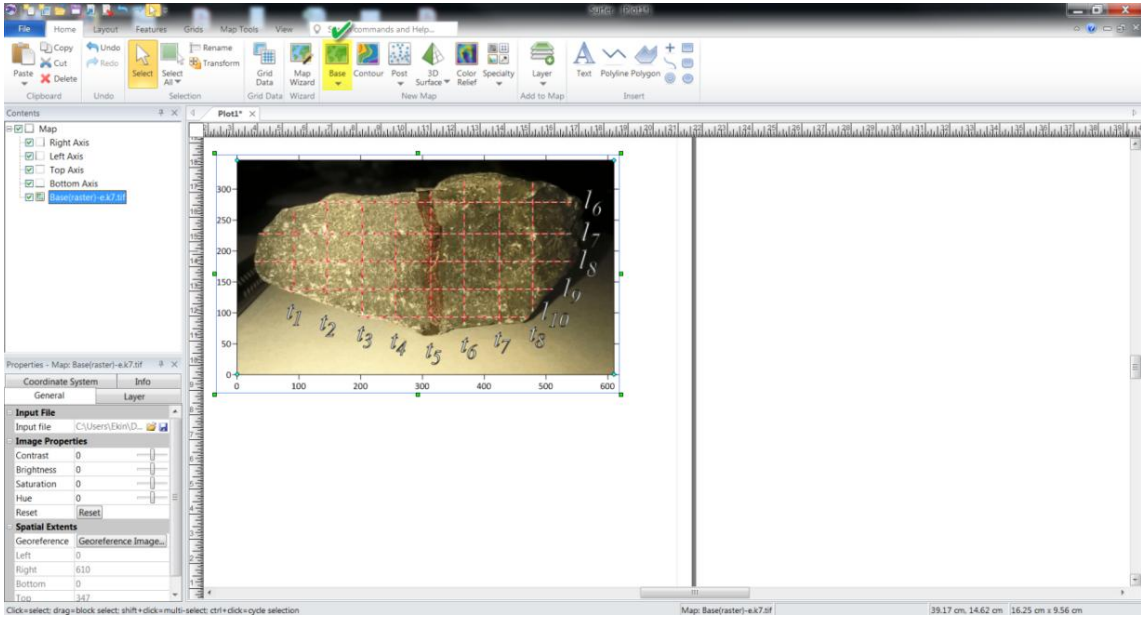 Surfer - [Plot1*]
File Home Layout Features Grids Map Tools View commands and Help...
Paste Copy Cut Delete
Clipboard
Undo Redo
Undo
Select Select All Rename Transform
Selection
Grid Data
Grid Data
Map Wizard
Wizard
Base Contour Post 3D Surface Color Relief Specialty
New Map
Layer
Add to Map
Text Polyline Polygon
Insert
Contents
Map
Right Axis
Left Axis
Top Axis
Bottom Axis
Base(raster)-e.k7.tif
Properties - Map: Base(raster)-e.k7.tif
Coordinate System Info
General Layer
Input File
Input file C:\Users\Ekin\D...
Image Properties
Contrast 0
Brightness 0
Saturation 0
Hue 0
Reset Reset
Spatial Extents
Georeference Georeference Image...
Left 0
Right 610
Bottom 0
Top 347
Plot1*
300
250
200
150
100
50
0
0 100 200 300 400 500 600
l6
l7
l8
l9
l10
t1 t2 t3 t4 t5 t6 t7 t8
Click=select; drag=block select; shift+click=multi-select; ctrl+click=cycle selection
Map: Base(raster)-e.k7.tif
39.17 cm, 14.62 cm 16.25 cm x 9.56 cm